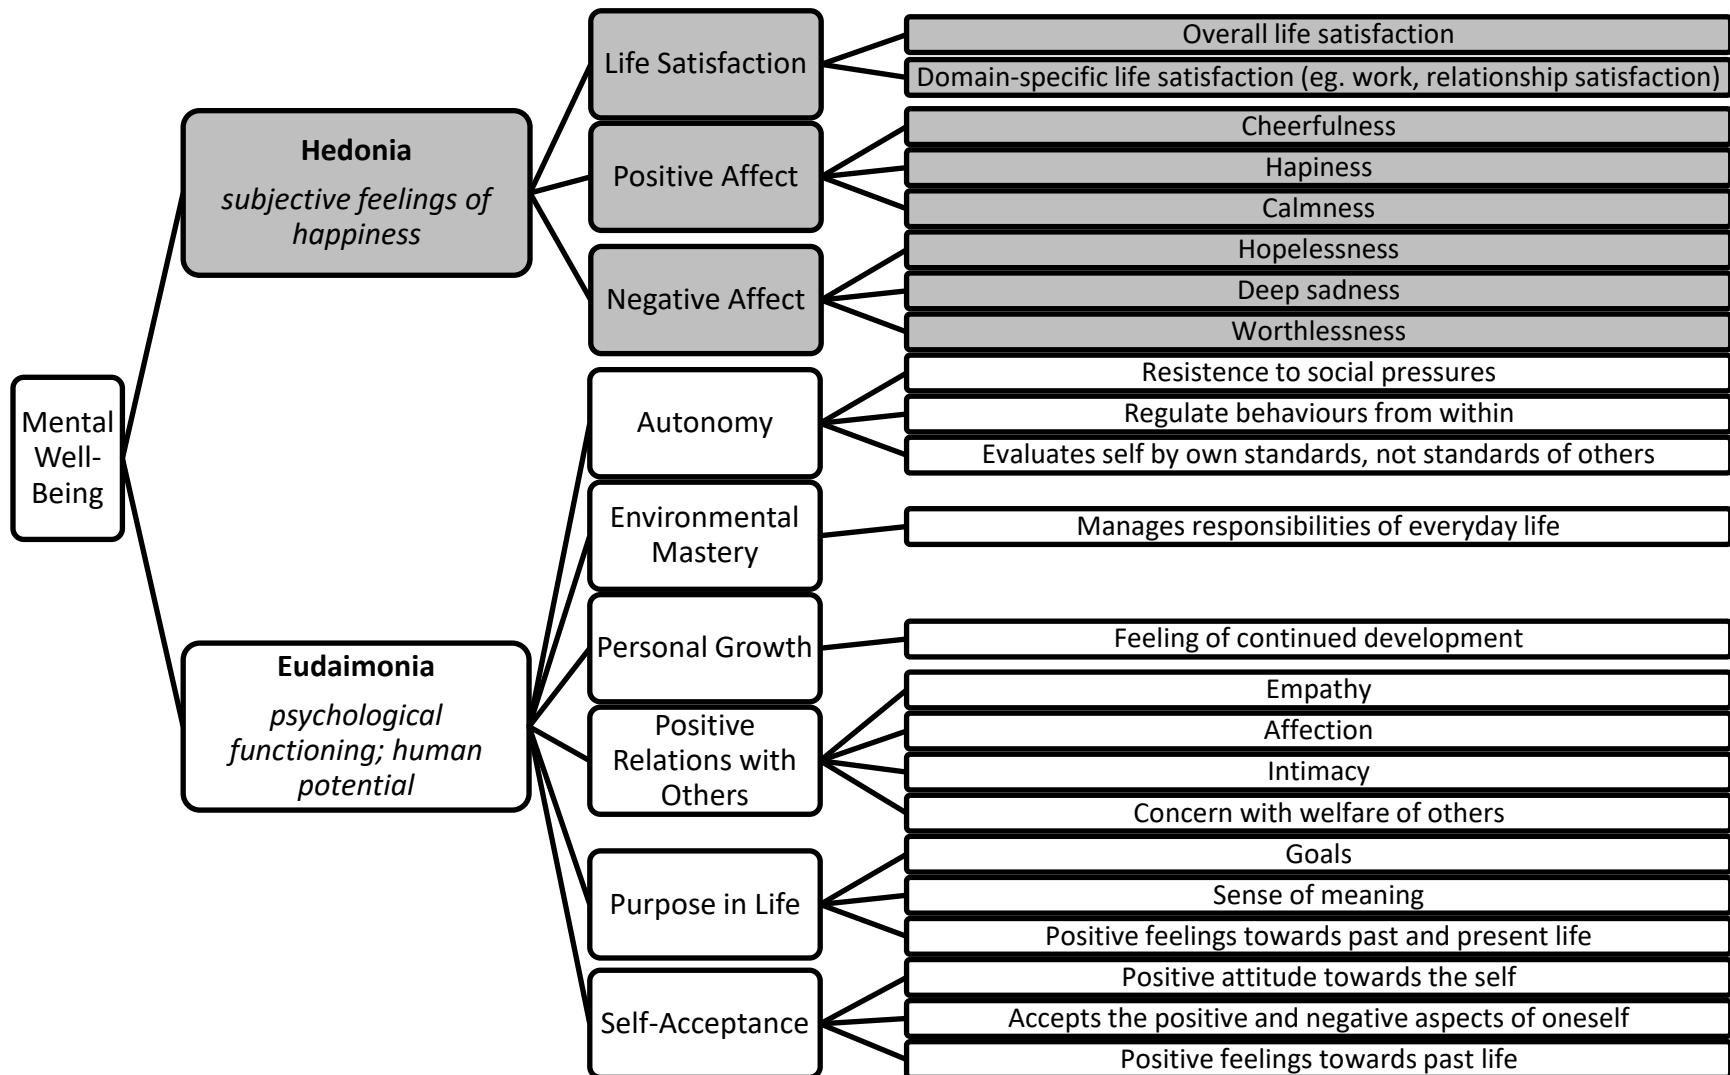 Mental
Well-
Being
Hedonia
subjective feelings of
happiness
Life Satisfaction
Overall life satisfaction
Domain-specific life satisfaction (eg. work, relationship satisfaction)
Positive Affect
Cheerfulness
Hapiness
Calmness
Negative Affect
Hopelessness
Deep sadness
Worthlessness
Eudaimonia
psychological
functioning; human
potential
Autonomy
Resistence to social pressures
Regulate behaviours from within
Evaluates self by own standards, not standards of others
Environmental
Mastery
Manages responsibilities of everyday life
Personal Growth
Feeling of continued development
Positive
Relations with
Others
Empathy
Affection
Intimacy
Concern with welfare of others
Purpose in Life
Goals
Sense of meaning
Positive feelings towards past and present life
Self-Acceptance
Positive attitude towards the self
Accepts the positive and negative aspects of oneself
Positive feelings towards past life